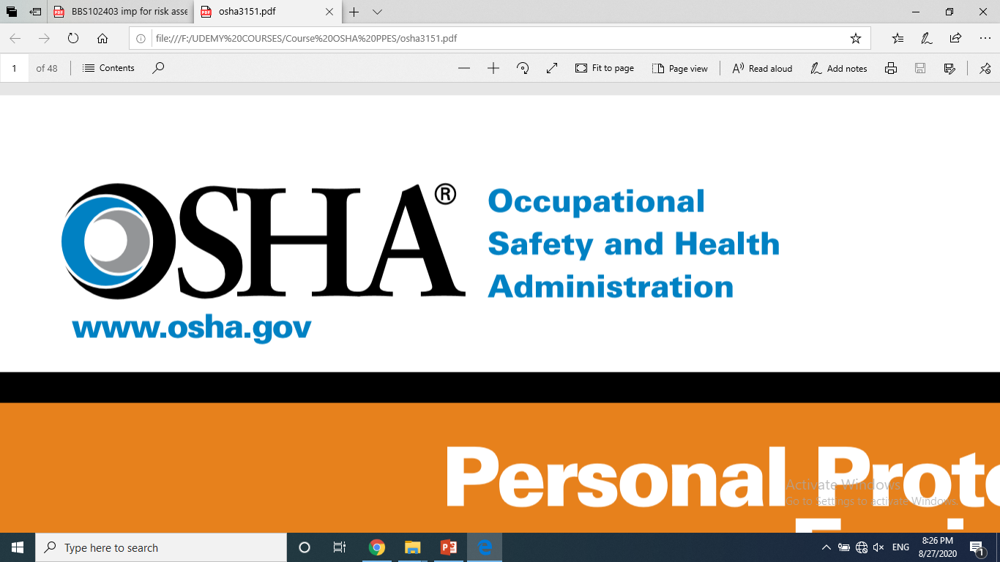 BBS102403 imp for risk asse
osha3151.pdf
file:///F:/UDEMY%20COURSES/Course%20OSHA%20PPES/osha3151.pdf
1 of 48 Contents Fit to page Page view Read aloud Add notes
OSHA®
Occupational
Safety and Health
Administration
www.osha.gov
Personal Prote
Activate Windows
Go to Settings to activate Windows.
Type here to search
ENG
8:26 PM
8/27/2020
1